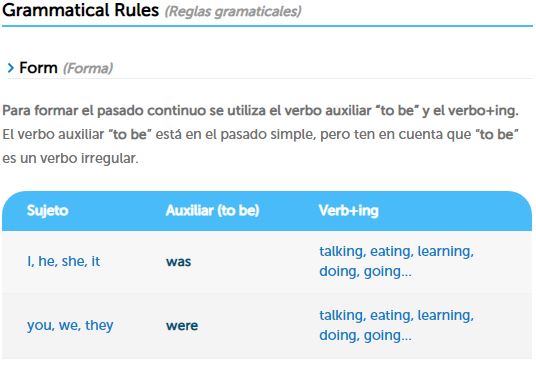 Grammatical Rules (Reglas gramaticales)
Form (Forma)
Para formar el pasado continuo se utiliza el verbo auxiliar “to be” y el verbo+ing.
El verbo auxiliar “to be” está en el pasado simple, pero ten en cuenta que “to be”
es un verbo irregular.
Sujeto Auxiliar (to be) Verb+ing
I, he, she, it was talking, eating, learning,
doing, going...
you, we, they were talking, eating, learning,
doing, going...